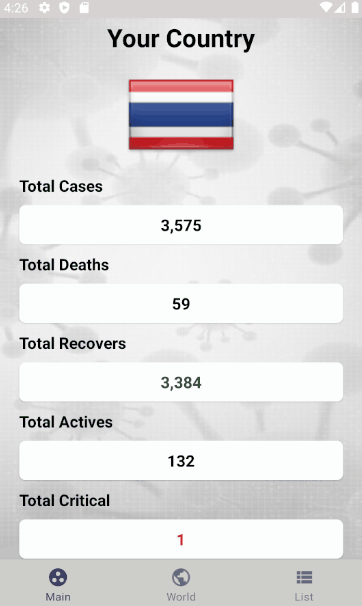 4:26
Your Country
Total Cases
3,575
Total Deaths
59
Total Recovers
3,384
Total Actives
132
Total Critical
1
Main World List